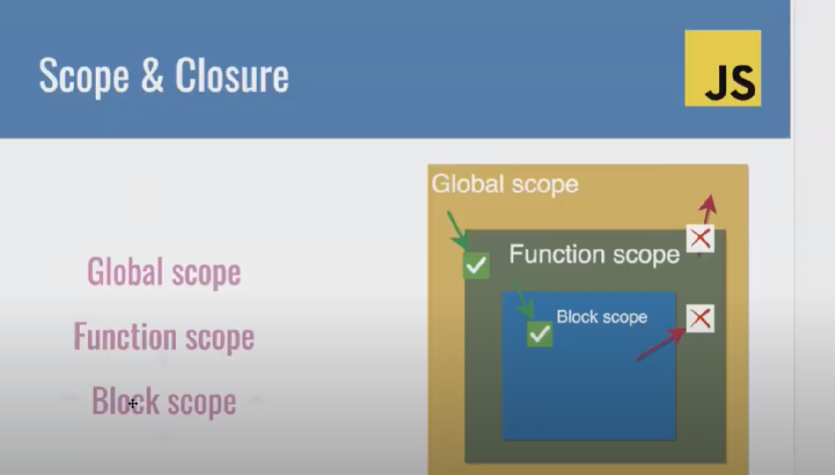 Scope & Closure
JS
Global scope
Function scope
Block scope
Global scope
Function scope
Block scope